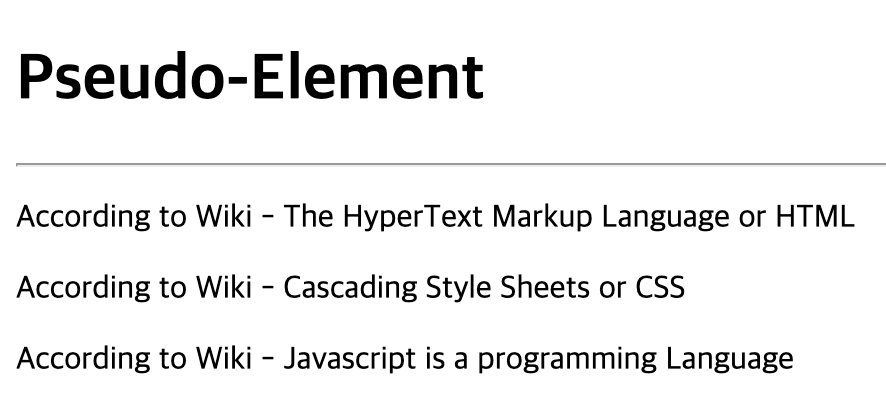 Pseudo-Element
According to Wiki - The HyperText Markup Language or HTML
According to Wiki - Cascading Style Sheets or CSS
According to Wiki - Javascript is a programming Language